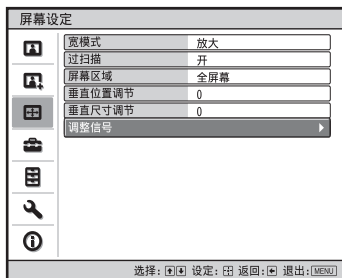 屏幕设定
宽模式 放大
过扫描 开
屏幕区域 全屏幕
垂直位置调节 0
垂直尺寸调节 0
调整信号
选择: 设定: 返回: 退出: MENU